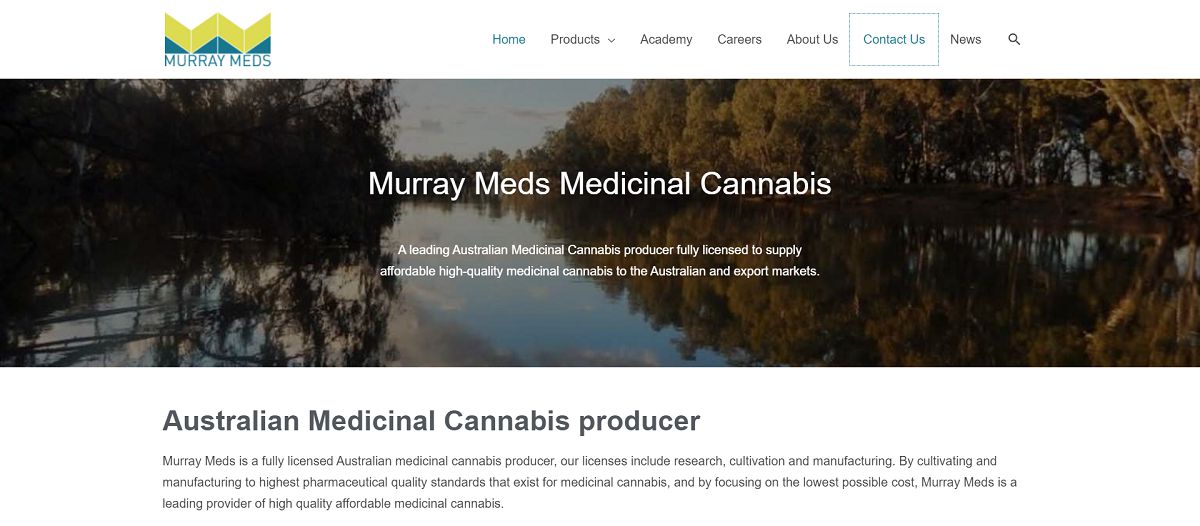 MURRAY MEDS
Home Products Academy Careers About Us Contact Us News
Murray Meds Medicinal Cannabis
A leading Australian Medicinal Cannabis producer fully licensed to supply
affordable high-quality medicinal cannabis to the Australian and export markets.
Australian Medicinal Cannabis producer
Murray Meds is a fully licensed Australian medicinal cannabis producer, our licenses include research, cultivation and manufacturing. By cultivating and
manufacturing to highest pharmaceutical quality standards that exist for medicinal cannabis, and by focusing on the lowest possible cost, Murray Meds is a
leading provider of high quality affordable medicinal cannabis.